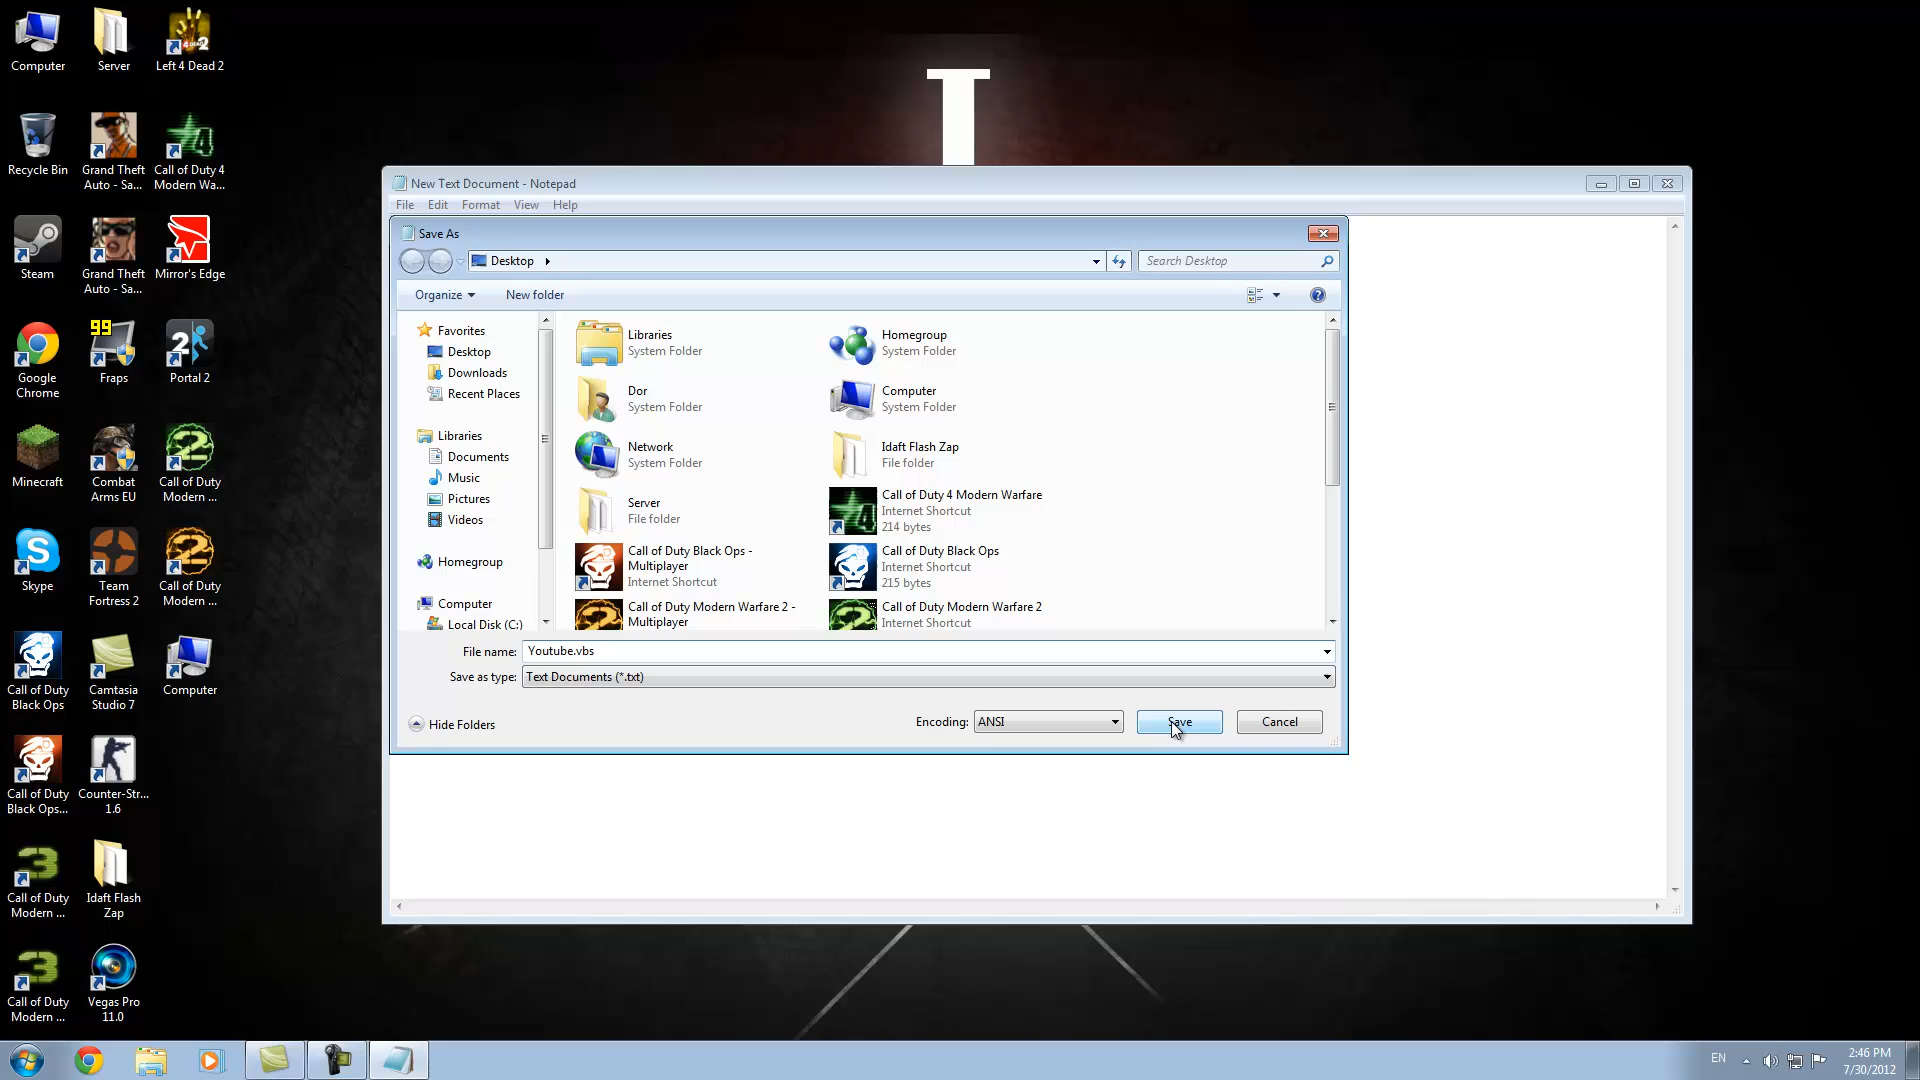 Computer
Server
Left 4 Dead 2
Recycle Bin
Grand Theft
Auto - Sa...
Call of Duty 4
Modern Wa...
Steam
Grand Theft
Auto - Sa...
Mirror's Edge
Google
Chrome
99
Fraps
2
Portal 2
Minecraft
Combat
Arms EU
Call of Duty
Modern ...
Skype
Team
Fortress 2
Call of Duty
Modern ...
Call of Duty
Black Ops
Camtasia
Studio 7
Computer
Call of Duty
Black Ops...
Counter-Str...
1.6
Call of Duty
Modern ...
Idaft Flash
Zap
Call of Duty
Modern ...
Vegas Pro
11.0
T
New Text Document - Notepad
File Edit Format View Help
Save As
Desktop
Search Desktop
Organize
New folder
Favorites
Desktop
Downloads
Recent Places
Libraries
Documents
Music
Pictures
Videos
Homegroup
Computer
Local Disk (C:)
Libraries
System Folder
Homegroup
System Folder
Dor
System Folder
Computer
System Folder
Network
System Folder
Idaft Flash Zap
File folder
Server
File folder
Call of Duty 4 Modern Warfare
Internet Shortcut
214 bytes
Call of Duty Black Ops -
Multiplayer
Internet Shortcut
Call of Duty Black Ops
Internet Shortcut
215 bytes
Call of Duty Modern Warfare 2 -
Multiplayer
Call of Duty Modern Warfare 2
Internet Shortcut
File name: Youtube.vbs
Save as type: Text Documents (*.txt)
Hide Folders
Encoding: ANSI
Save
Cancel
EN
2:46 PM
7/30/2012